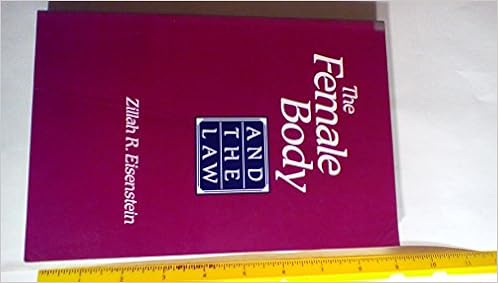 The
Female
Body
AND
THE
LAW
Zillah R. Eisenstein